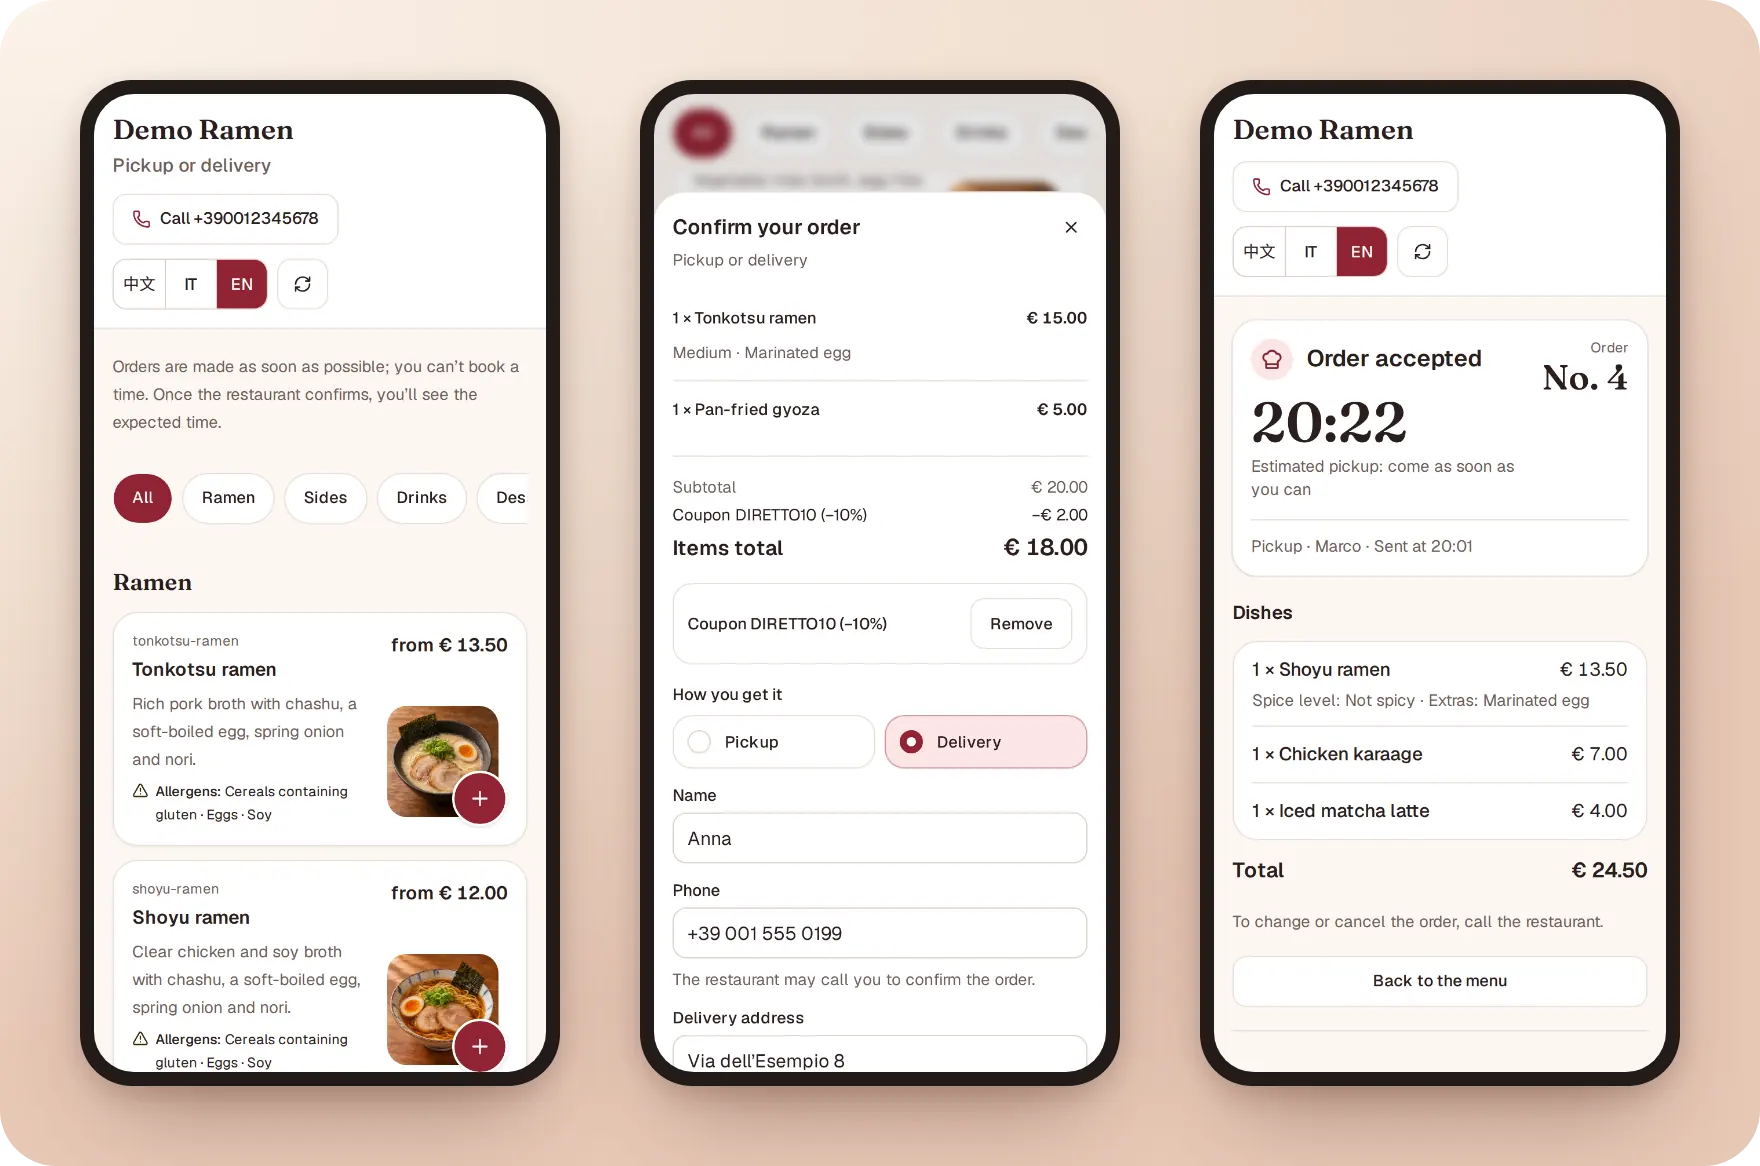 Demo Ramen
Pickup or delivery
Call +390012345678
中文 IT EN
Orders are made as soon as possible; you can't book a
time. Once the restaurant confirms, you'll see the
expected time.
All Ramen Sides Drinks Des
Ramen
tonkotsu-ramen
from € 13.50
Tonkotsu ramen
Rich pork broth with chashu, a
soft-boiled egg, spring onion
and nori.
Allergens: Cereals containing
gluten · Eggs · Soy
shoyu-ramen
from € 12.00
Shoyu ramen
Clear chicken and soy broth
with chashu, a soft-boiled egg,
spring onion and nori.
Allergens: Cereals containing
gluten · Eggs · Soy
All Ramen Sides Drinks Des
Confirm your order
Pickup or delivery
1 × Tonkotsu ramen € 15.00
Medium · Marinated egg
1 × Pan-fried gyoza € 5.00
Subtotal € 20.00
Coupon DIRETTO10 (−10%) −€ 2.00
Items total € 18.00
Coupon DIRETTO10 (−10%) Remove
How you get it
Pickup Delivery
Name
Anna
Phone
+39 001 555 0199
The restaurant may call you to confirm the order.
Delivery address
Via dell'Esempio 8
Demo Ramen
Call +390012345678
中文 IT EN
Order accepted
Order
No. 4
20:22
Estimated pickup: come as soon as
you can
Pickup · Marco · Sent at 20:01
Dishes
1 × Shoyu ramen € 13.50
Spice level: Not spicy · Extras: Marinated egg
1 × Chicken karaage € 7.00
1 × Iced matcha latte € 4.00
Total € 24.50
To change or cancel the order, call the restaurant.
Back to the menu